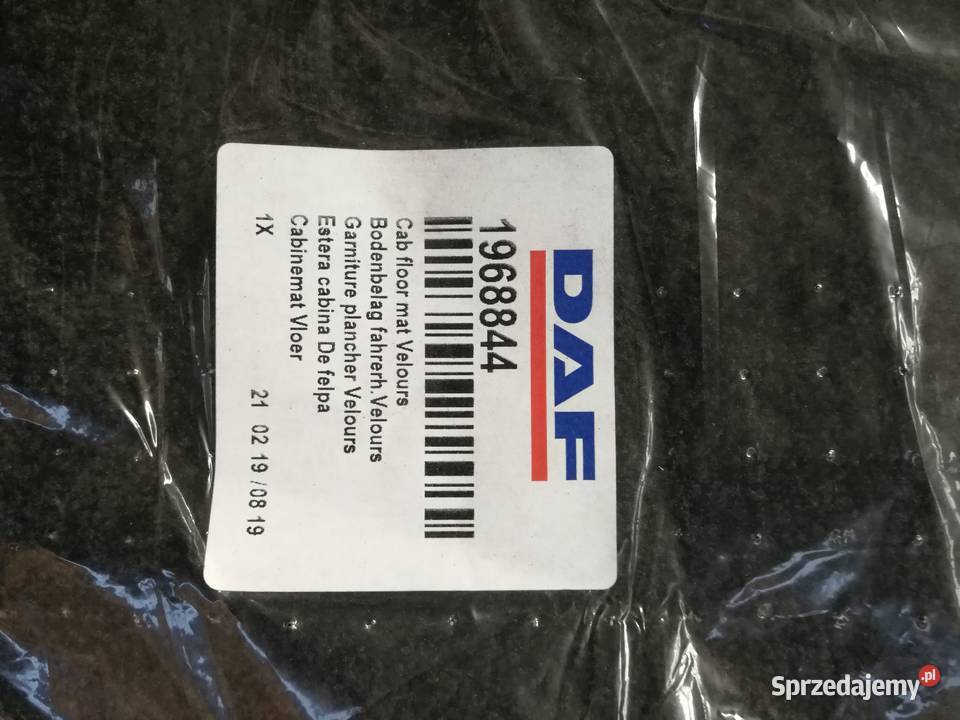 DAF
1968844
Cab floor mat Velours
Bodenbelag fahrerh.Velours
Garniture plancher Velours
Estera cabina De felpa
Cabinemat Vloer
1X 21 02 19 /08 19
Sprzedajemy.pl